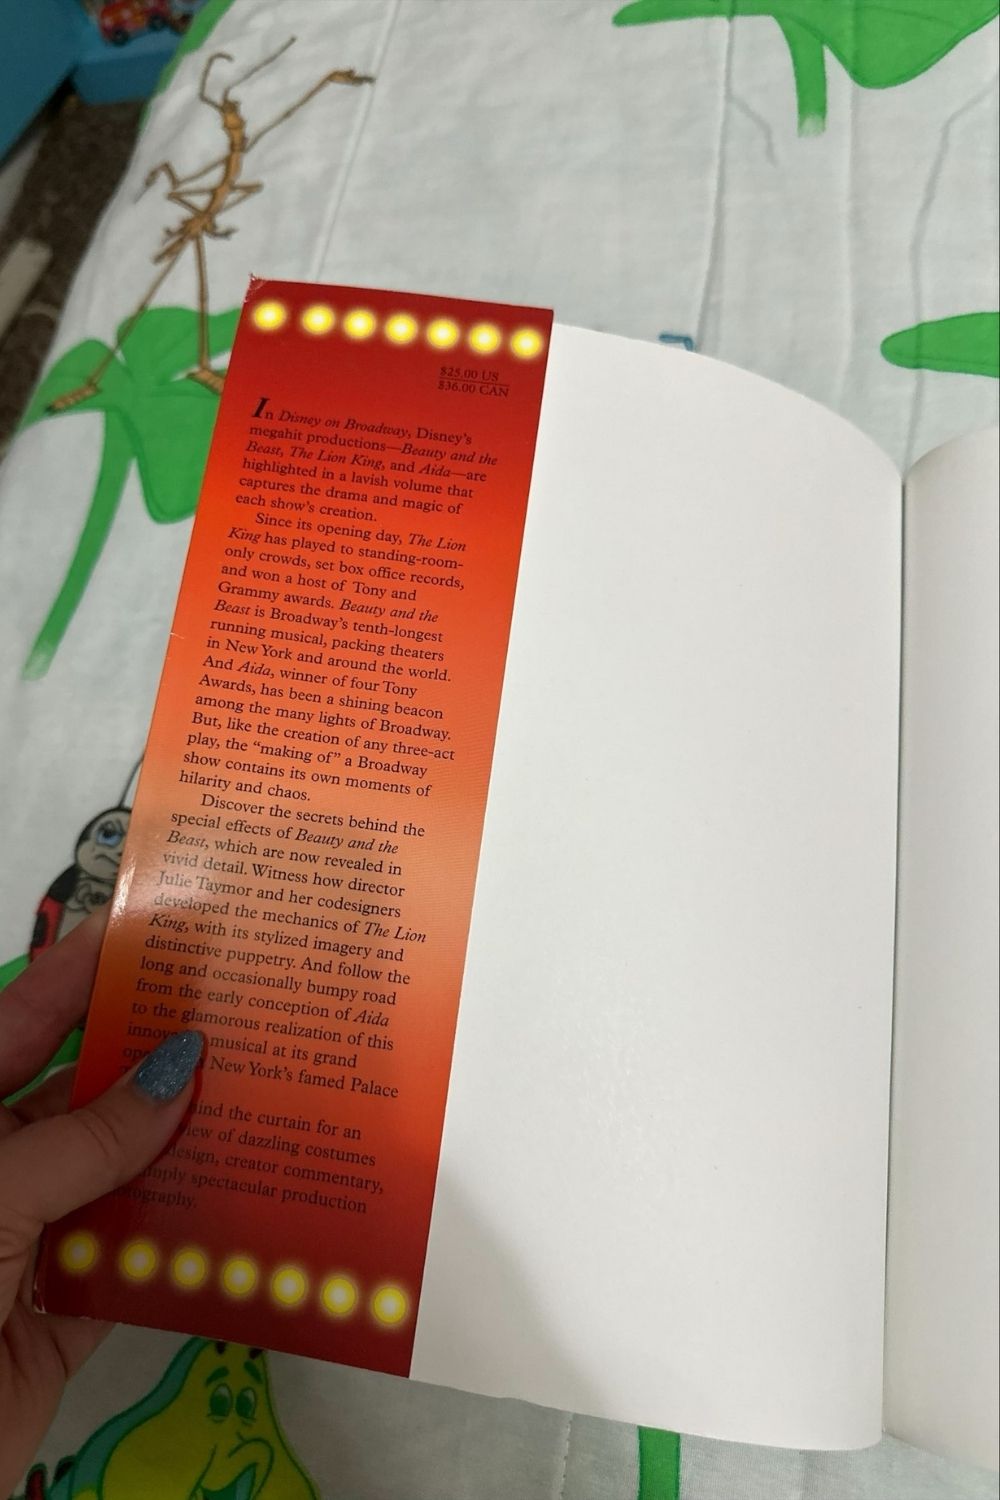 $25.00 US
$36.00 CAN
In Disney on Broadway, Disney's
megahit productions—Beauty and the
Beast, The Lion King, and Aida—are
highlighted in a lavish volume that
captures the drama and magic of
each show's creation.
Since its opening day, The Lion
King has played to standing-room-
only crowds, set box office records,
and won a host of Tony and
Grammy awards. Beauty and the
Beast is Broadway's tenth-longest
running musical, packing theaters
in New York and around the world.
And Aida, winner of four Tony
Awards, has been a shining beacon
among the many lights of Broadway.
But, like the creation of any three-act
play, the "making of" a Broadway
show contains its own moments of
hilarity and chaos.
Discover the secrets behind the
special effects of Beauty and the
Beast, which are now revealed in
vivid detail. Witness how director
Julie Taymor and her codesigners
developed the mechanics of The Lion
King, with its stylized imagery and
distinctive puppetry. And follow the
long and occasionally bumpy road
from the early conception of Aida
to the glamorous realization of this
musical at its grand
New York's famed Palace
the curtain for an
of dazzling costumes
design, creator commentary,
spectacular production